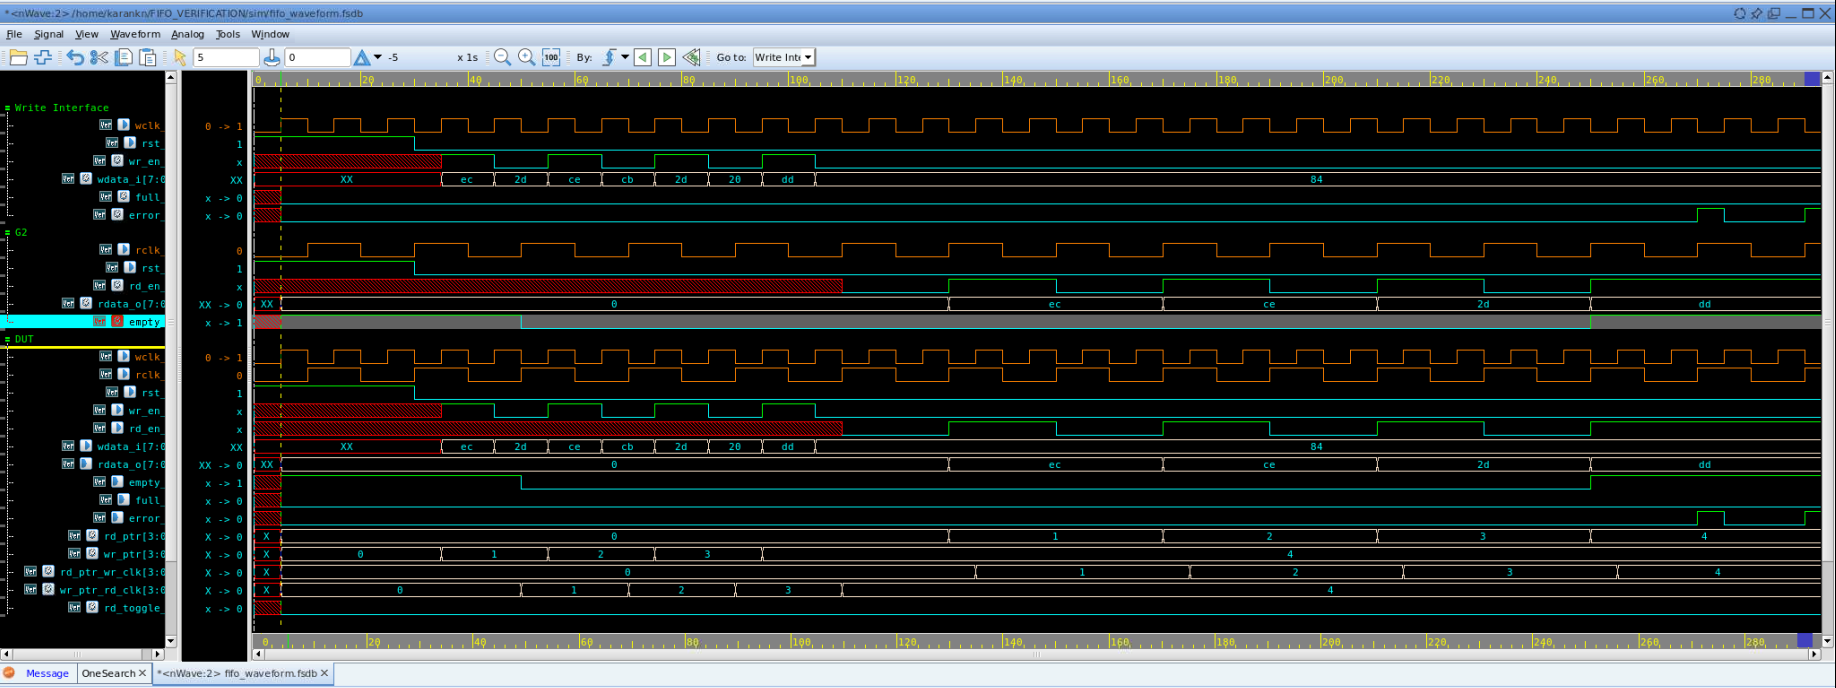 *<nWave:2> /home/karankn/FIFO_VERIFICATION/sim/fifo_waveform.fsdb
File Signal View Waveform Analog Tools Window
5 0 -5 x 1s 100 By: Go to: Write Inte
0 20 40 60 80 100 120 140 160 180 200 220 240 260 280
Write Interface
wclk_ 0 -> 1
rst_ 1
wr_en_ x
wdata_i[7:0 XX XX ec 2d ce cb 2d 20 dd 84
full_ x -> 0
error_ x -> 0
G2
rclk_ 0
rst_ 1
rd_en_ x
rdata_o[7:0 XX -> 0 XX 0 ec ce 2d dd
empty_ x -> 1
DUT
wclk_ 0 -> 1
rclk_ 0
rst_ 1
wr_en_ x
rd_en_ x
wdata_i[7:0 XX XX ec 2d ce cb 2d 20 dd 84
rdata_o[7:0 XX -> 0 XX 0 ec ce 2d dd
empty_ x -> 1
full_ x -> 0
error_ x -> 0
rd_ptr[3:0 X -> 0 X 0 1 2 3 4
wr_ptr[3:0 X -> 0 X 0 1 2 3 4
rd_ptr_wr_clk[3:0 X -> 0 X 0 1 2 3 4
wr_ptr_rd_clk[3:0 X -> 0 X 0 1 2 3 4
rd_toggle_ x -> 0
0 20 40 60 80 100 120 140 160 180 200 220 240 260 280
Message OneSearch *<nWave:2> fifo_waveform.fsdb